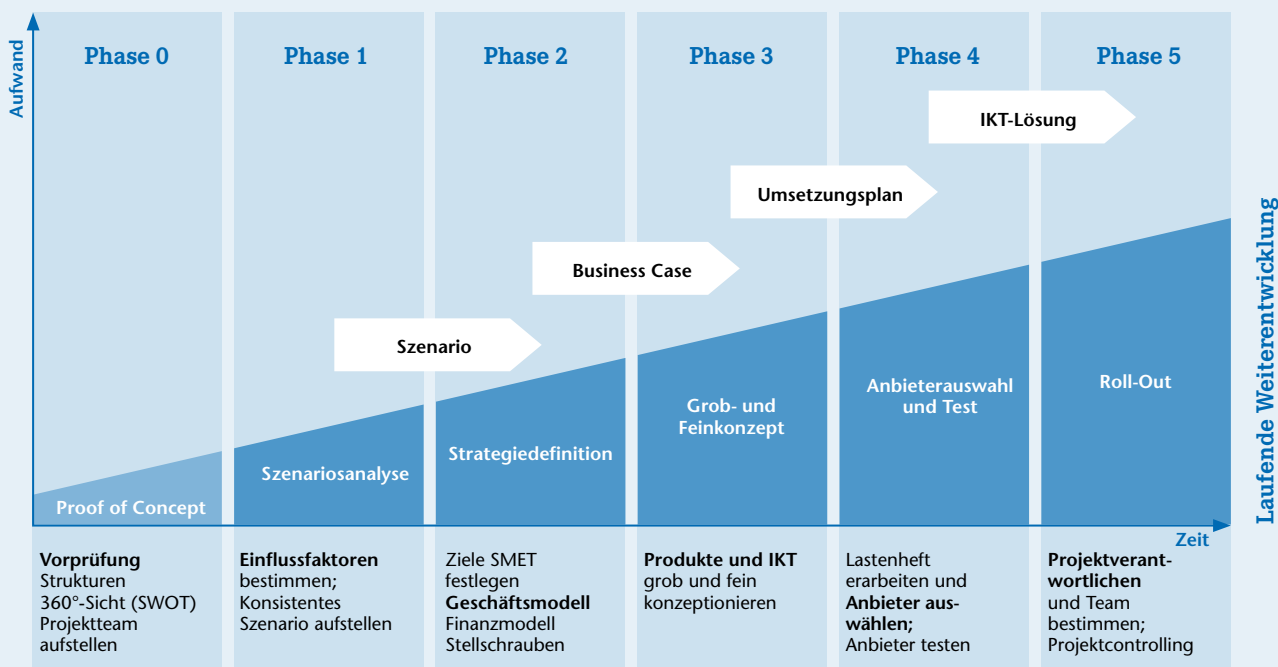 Aufwand
Phase 0
Phase 1
Phase 2
Phase 3
Phase 4
Phase 5
IKT-Lösung
Umsetzungsplan
Business Case
Szenario
Proof of Concept
Szenariosanalyse
Strategiedefinition
Grob- und
Feinkonzept
Anbieterauswahl
und Test
Roll-Out
Laufende Weiterentwicklung
Zeit
Vorprüfung
Strukturen
360°-Sicht (SWOT)
Projektteam
aufstellen
Einflussfaktoren
bestimmen;
Konsistentes
Szenario aufstellen
Ziele SMET
festlegen
Geschäftsmodell
Finanzmodell
Stellschrauben
Produkte und IKT
grob und fein
konzeptionieren
Lastenheft
erarbeiten und
Anbieter aus-
wählen;
Anbieter testen
Projektverant-
wortlichen
und Team
bestimmen;
Projektcontrolling